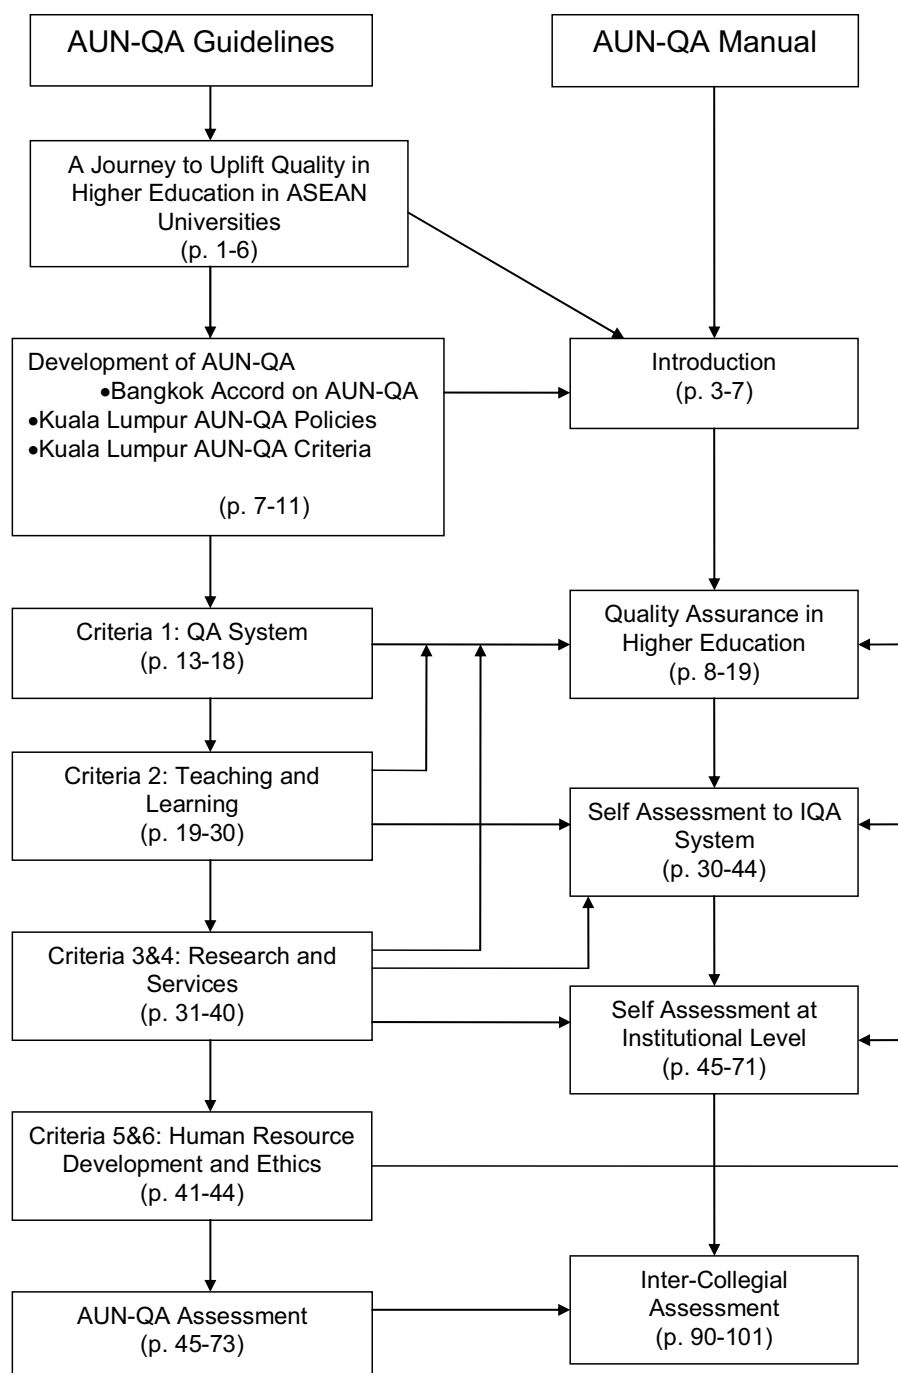 AUN-QA Guidelines
AUN-QA Manual
A Journey to Uplift Quality in
Higher Education in ASEAN
Universities
(p. 1-6)
Development of AUN-QA
•Bangkok Accord on AUN-QA
•Kuala Lumpur AUN-QA Policies
•Kuala Lumpur AUN-QA Criteria
(p. 7-11)
Introduction
(p. 3-7)
Criteria 1: QA System
(p. 13-18)
Quality Assurance in
Higher Education
(p. 8-19)
Criteria 2: Teaching and
Learning
(p. 19-30)
Self Assessment to IQA
System
(p. 30-44)
Criteria 3&4: Research and
Services
(p. 31-40)
Self Assessment at
Institutional Level
(p. 45-71)
Criteria 5&6: Human Resource
Development and Ethics
(p. 41-44)
AUN-QA Assessment
(p. 45-73)
Inter-Collegial
Assessment
(p. 90-101)